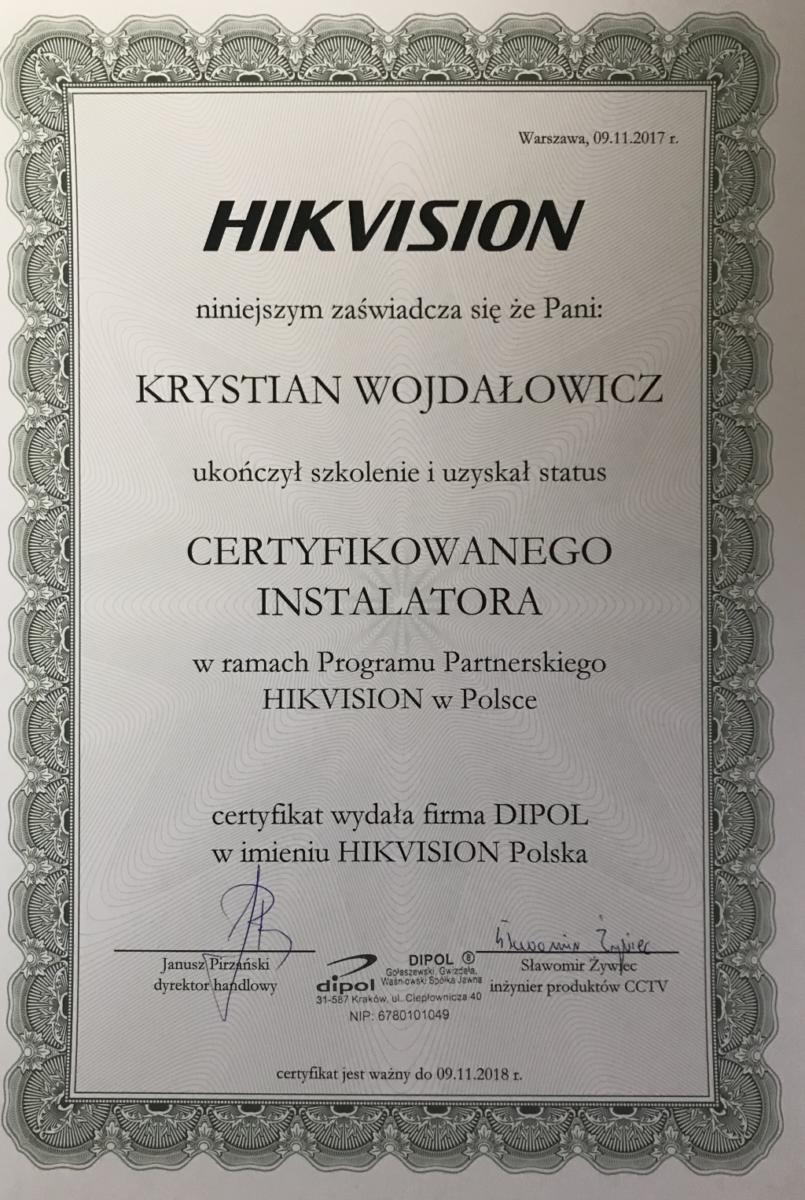 Warszawa, 09.11.2017 r.
HIKVISION
niniejszym zaświadcza się że Pani:
KRYSTIAN WOJDAŁOWICZ
ukończył szkolenie i uzyskał status
CERTYFIKOWANEGO
INSTALATORA
w ramach Programu Partnerskiego
HIKVISION w Polsce
certyfikat wydała firma DIPOL
w imieniu HIKVISION Polska
Sławomir Żywiec
Janusz Pirzański
dyrektor handlowy
dipol
DIPOL ®
Gołaszewski, Gwizdała,
Waśniowski Spółka Jawna
31-587 Kraków, ul. Ciepłownicza 40
NIP: 6780101049
Sławomir Żywiec
inżynier produktów CCTV
certyfikat jest ważny do 09.11.2018 r.